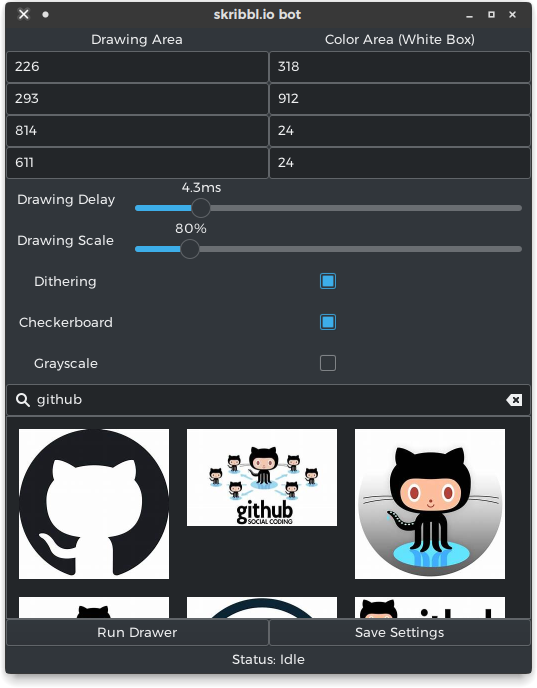 skribbl.io bot
Drawing Area Color Area (White Box)
226 318
293 912
814 24
611 24
4.3ms
Drawing Delay
80%
Drawing Scale
Dithering
Checkerboard
Grayscale
github
github
SOCIAL CODING
Run Drawer Save Settings
Status: Idle